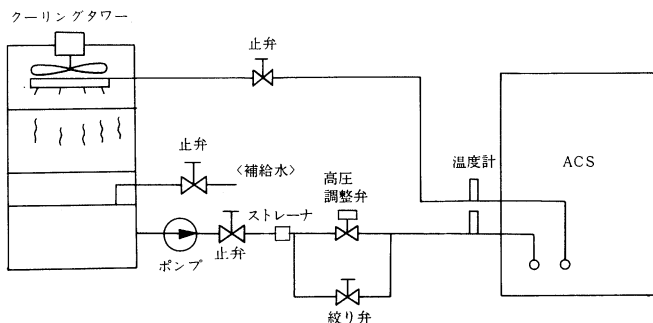 クーリングタワー
止弁
止弁
〈補給水〉
温度計
ACS
高圧
調整弁
ストレーナ
ポンプ
止弁
絞り弁